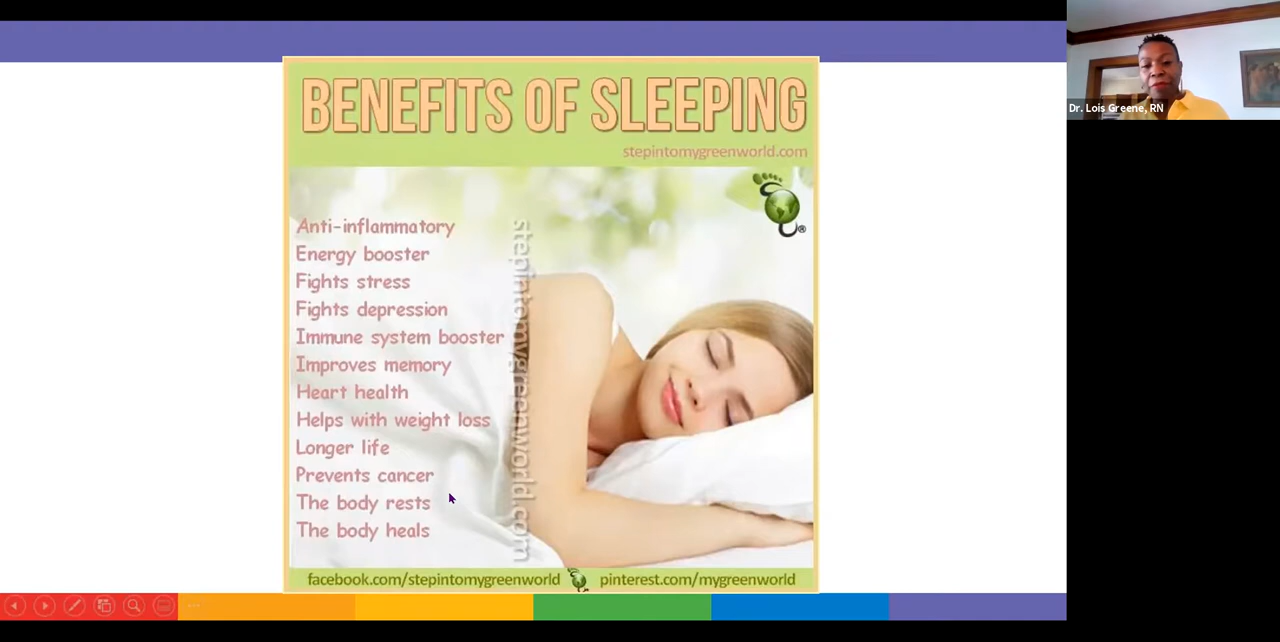 BENEFITS OF SLEEPING
stepintomygreenworld.com
Anti-inflammatory
Energy booster
Fights stress
Fights depression
Immune system booster
Improves memory
Heart health
Helps with weight loss
Longer life
Prevents cancer
The body rests
The body heals
stepintomygreenworld.com
®
facebook.com/stepintomygreenworld pinterest.com/mygreenworld
Dr. Lois Greene, RN